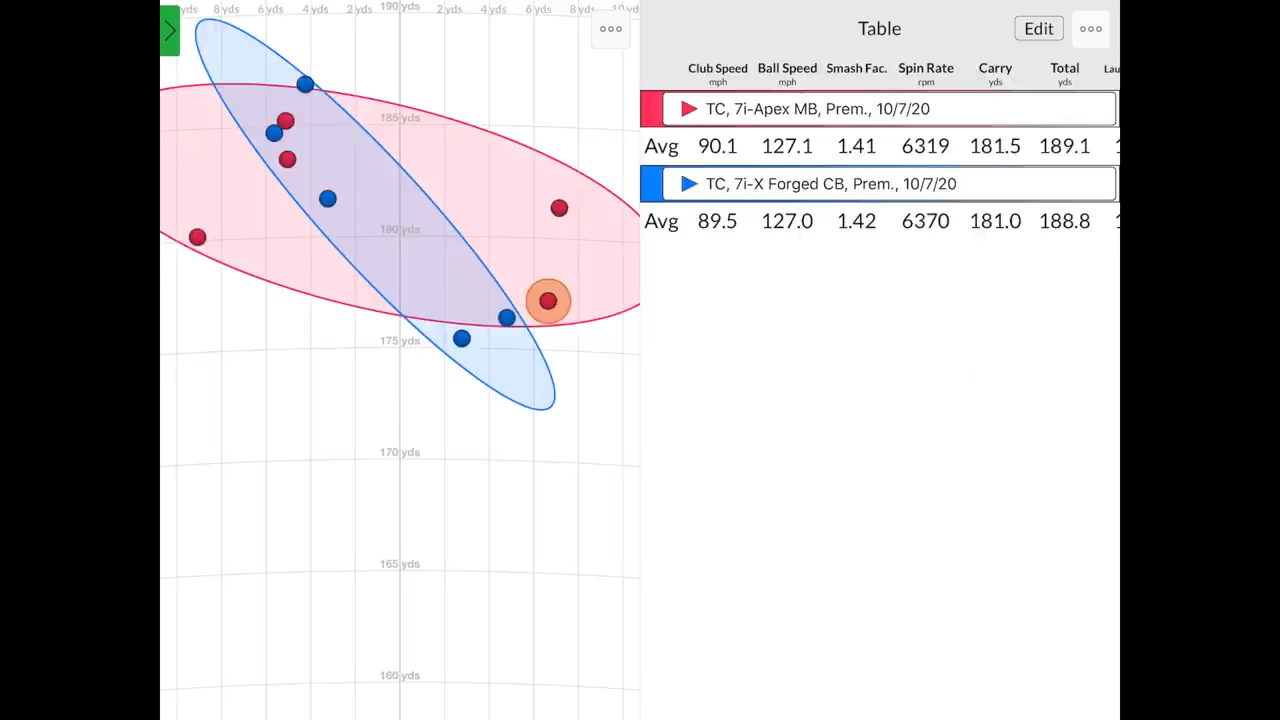 yds 8 yds 6 yds 4 yds 2 yds 190 yds 2 yds 4 yds 6 yds 8 yds
185 yds
180 yds
175 yds
170 yds
165 yds
160 yds
Table Edit
Club Speed Ball Speed Smash Fac. Spin Rate Carry Total Lau
mph mph rpm yds yds
TC, 7i-Apex MB, Prem., 10/7/20
Avg 90.1 127.1 1.41 6319 181.5 189.1 1
TC, 7i-X Forged CB, Prem., 10/7/20
Avg 89.5 127.0 1.42 6370 181.0 188.8 1